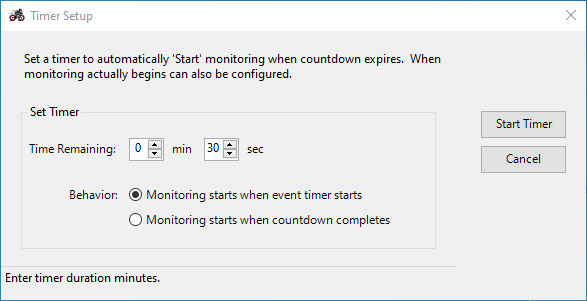 Timer Setup
Set a timer to automatically 'Start' monitoring when countdown expires.  When
monitoring actually begins can also be configured.
Set Timer
Time Remaining: 0 min 30 sec
Start Timer
Cancel
Behavior: Monitoring starts when event timer starts
Monitoring starts when countdown completes
Enter timer duration minutes.